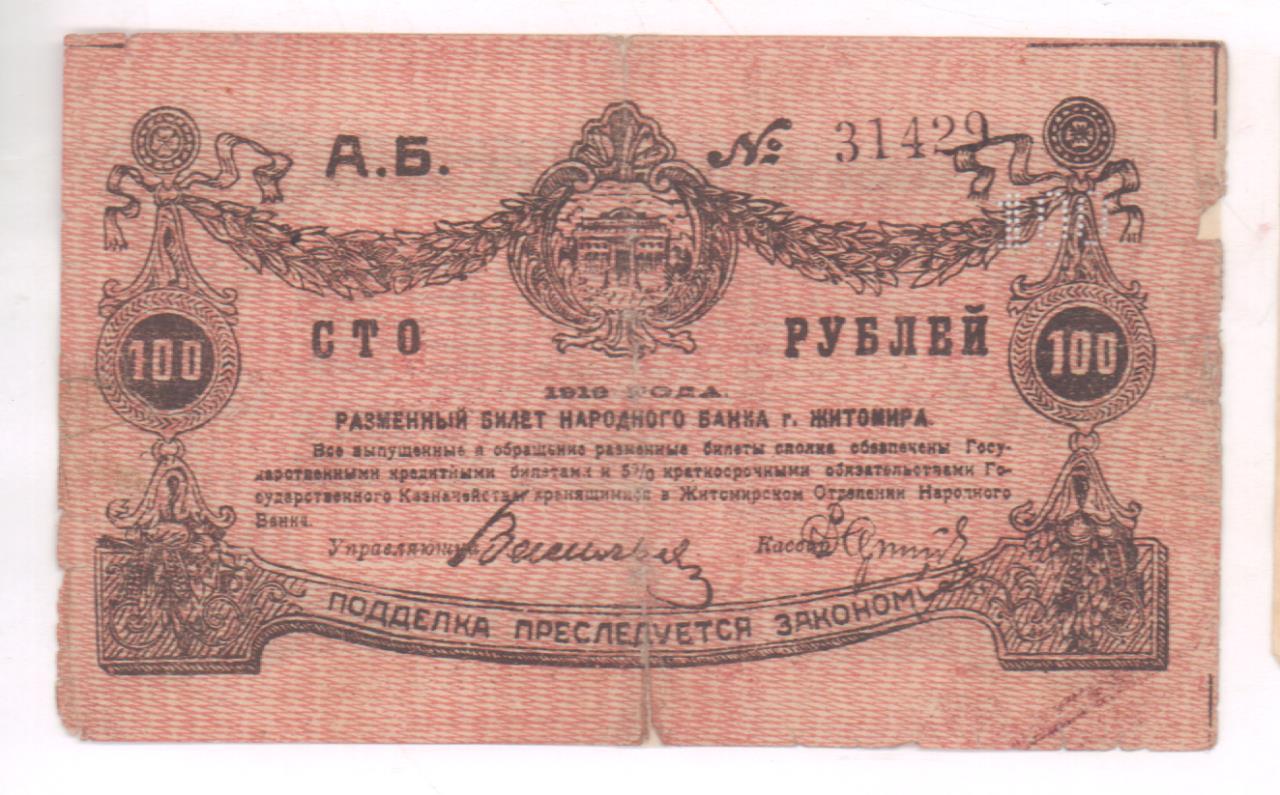 А.Б. № 31429
СТО РУБЛЕЙ
100 100
1919 ГОДА.
РАЗМЕННЫЙ БИЛЕТ НАРОДНОГО БАНКА г. ЖИТОМИРА.
Все выпущенные в обращение разменные билеты сполна обезпечены Госу-
дарственными кредитными билетами и 5% краткосрочными обязательствами Го-
сударственного Казначейства хранящимися в Житомирском Отделении Народного
Банка.
Управляющий Кассир
ПОДДЕЛКА ПРЕСЛЕДУЕТСЯ ЗАКОНОМ